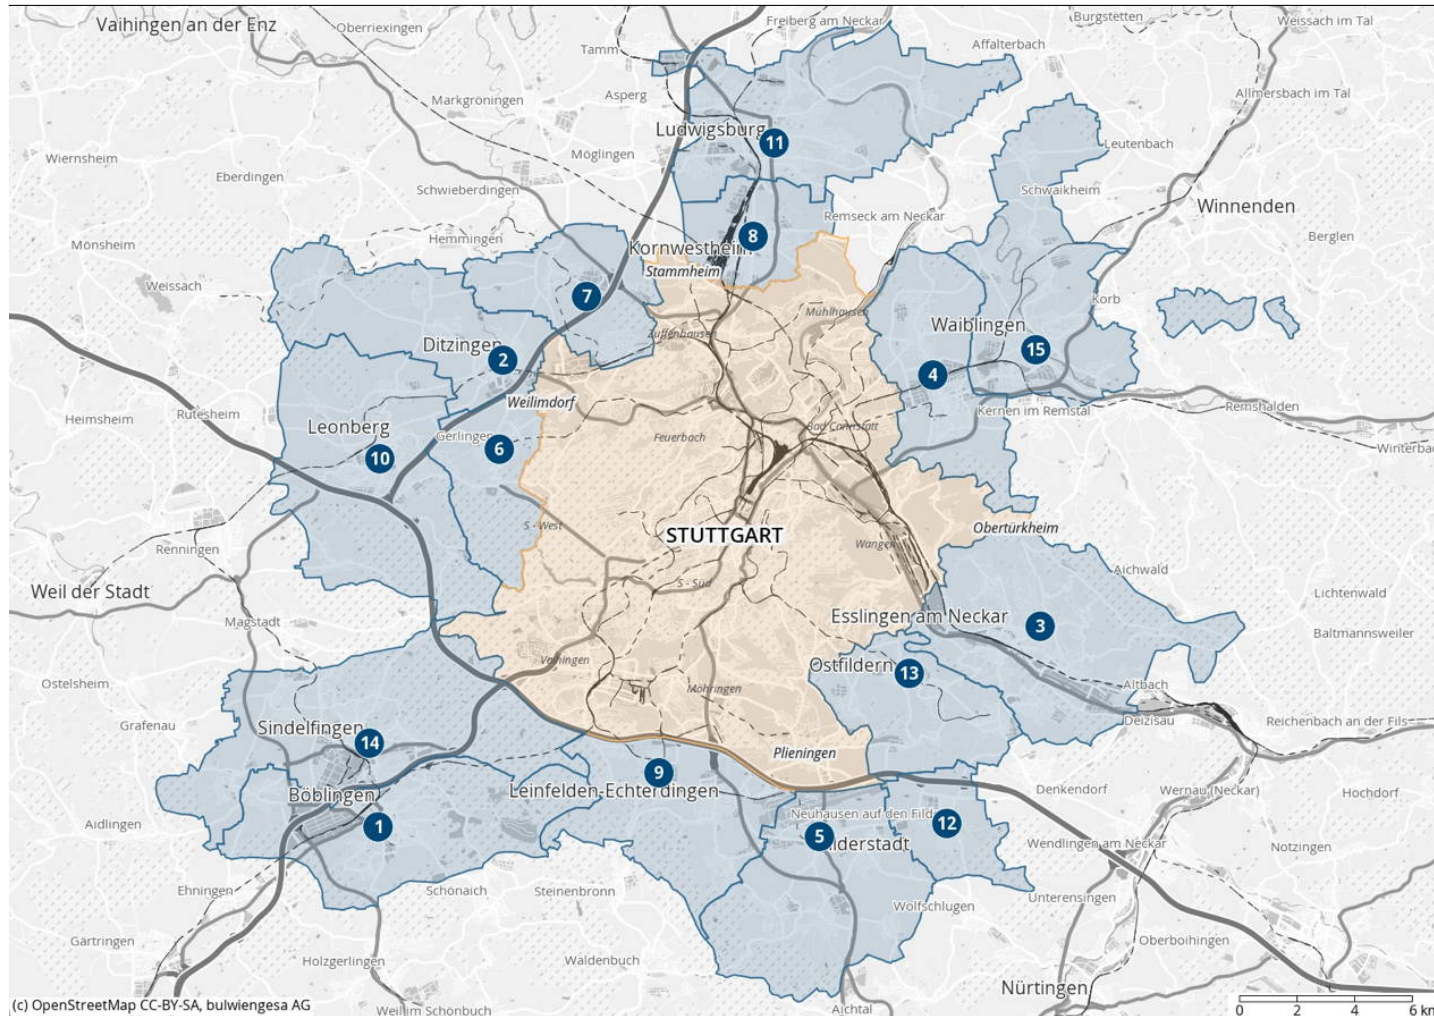 Vaihingen an der Enz
Oberriexingen
Freiberg am Neckar
Burgstetten
Weissach im Tal
Tamm
Affalterbach
Asperg
Markgröningen
Allmersbach im Tal
Ludwigsburg
11
Möglingen
Leutenbach
Wiernsheim
Eberdingen
Schwieberdingen
Schwaikheim
Winnenden
Remseck am Neckar
Hemmingen
8
Kornwestheim
Berglen
Mönsheim
Stammheim
Weissach
7
Korb
Mühlhausen
Waiblingen
15
Zuffenhausen
Ditzingen
2
4
Heimsheim
Rutesheim
Weilimdorf
Kernen im Remstal
Remshalden
Leonberg
Gerlingen
Feuerbach
Bad Cannstatt
6
10
Winterbac
S - West
STUTTGART
Obertürkheim
Wangen
Renningen
Aichwald
Weil der Stadt
S - Süd
Lichtenwald
Magstadt
Esslingen am Neckar
3
Baltmannsweiler
Vaihingen
Ostfildern
13
Ostelsheim
Möhringen
Altbach
Grafenau
Deizisau
Reichenbach an der Fils
Sindelfingen
14
Plieningen
9
Böblingen
Leinfelden-Echterdingen
Denkendorf
Wernau (Neckar)
Hochdorf
Aidlingen
1
Neuhausen auf den Fild
12
5
ilderstadt
Wendlingen am Neckar
Notzingen
Ehningen
Schönaich
Steinenbronn
Wolfschlugen
Unterensingen
Gärtringen
Oberboihingen
Holzgerlingen
Waldenbuch
Nürtingen
(c) OpenStreetMap CC-BY-SA, bulwiengesa AG
Weil im Schönbuch
Aichtal
0 2 4 6 km